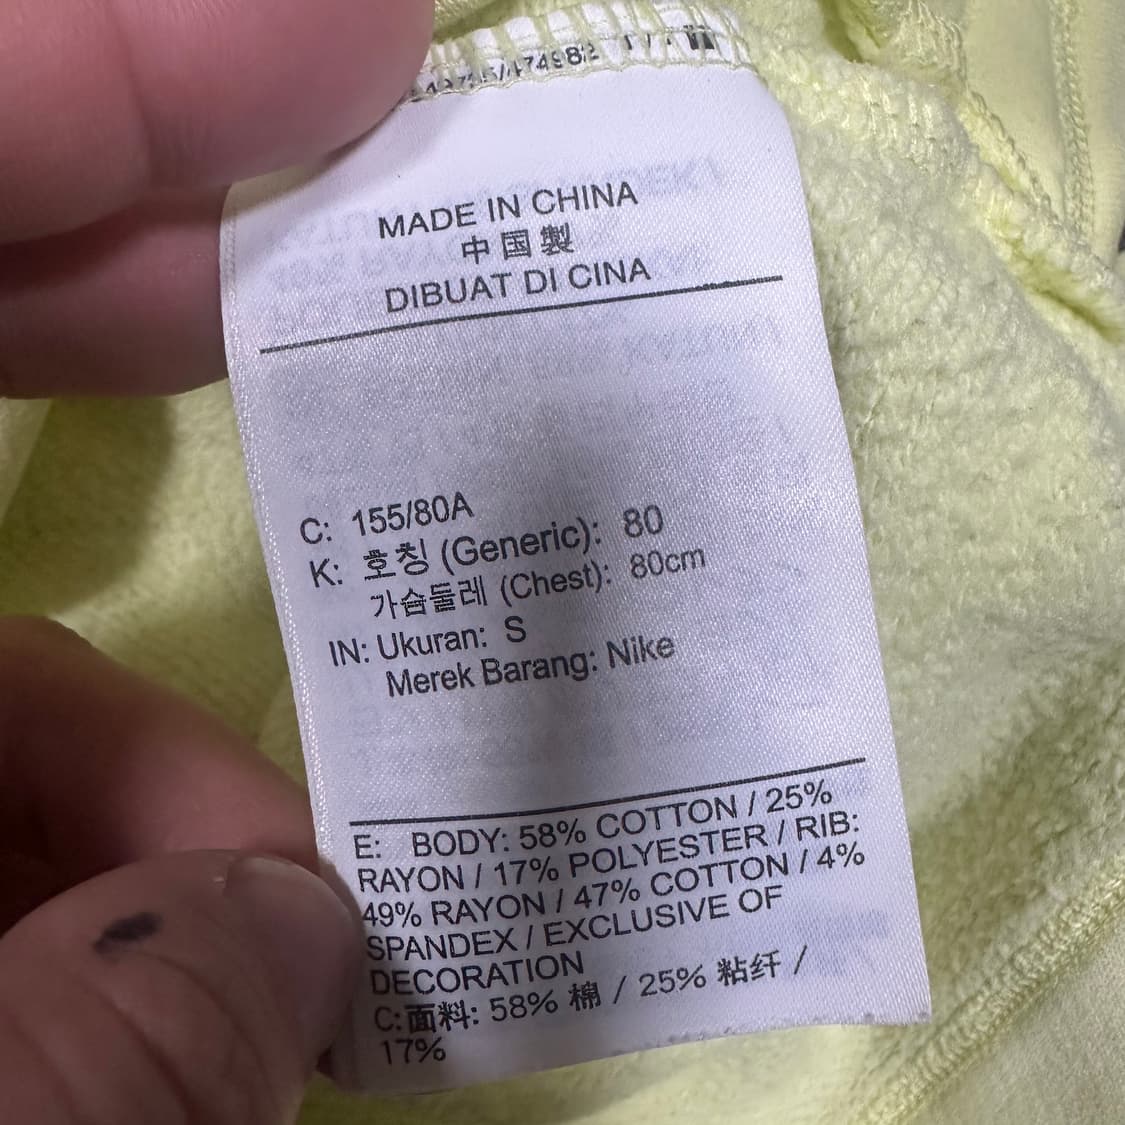 MADE IN CHINA
中国製
DIBUAT DI CINA
C: 155/80A
K: 호칭 (Generic): 80
가슴둘레 (Chest): 80cm
IN: Ukuran: S
Merek Barang: Nike
E: BODY: 58% COTTON / 25%
RAYON / 17% POLYESTER / RIB:
49% RAYON / 47% COTTON / 4%
SPANDEX / EXCLUSIVE OF
DECORATION
C:面料: 58% 棉 / 25% 粘纤 /
17%